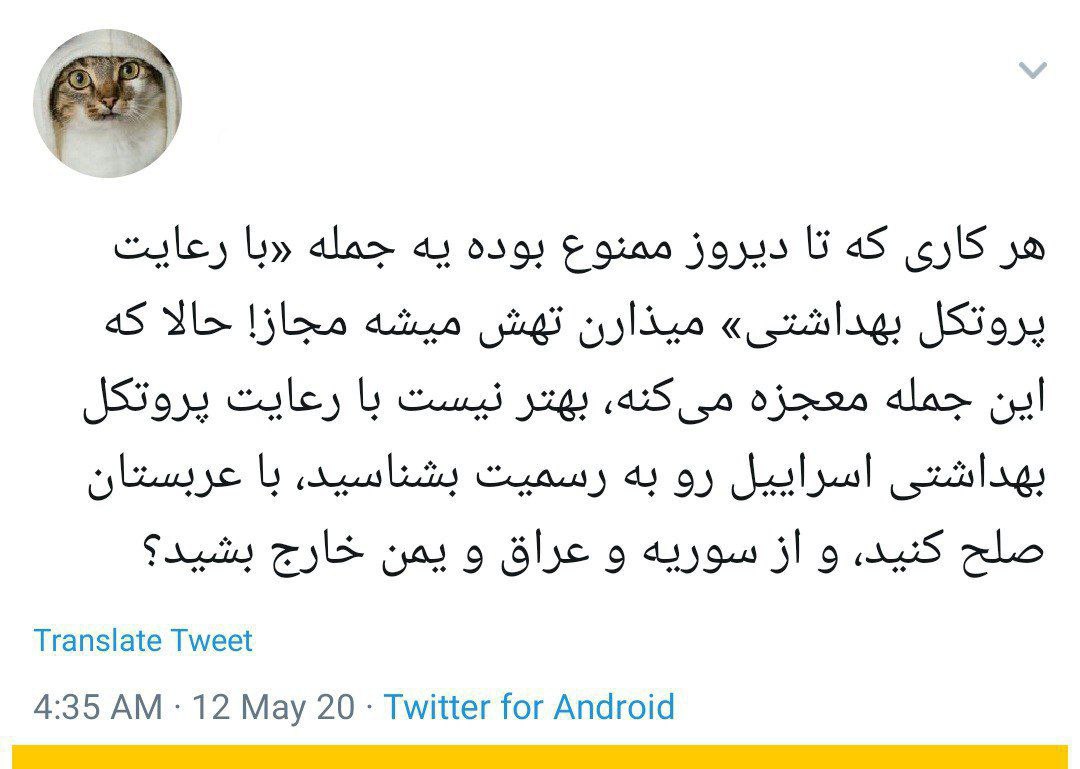 هر کاری که تا دیروز ممنوع بوده یه جمله «با رعایت
پروتکل بهداشتی» میذارن تهش میشه مجاز! حالا که
این جمله معجزه می‌کنه، بهتر نیست با رعایت پروتکل
بهداشتی اسراییل رو به رسمیت بشناسید، با عربستان
صلح کنید، و از سوریه و عراق و یمن خارج بشید؟
Translate Tweet
4:35 AM · 12 May 20 · Twitter for Android